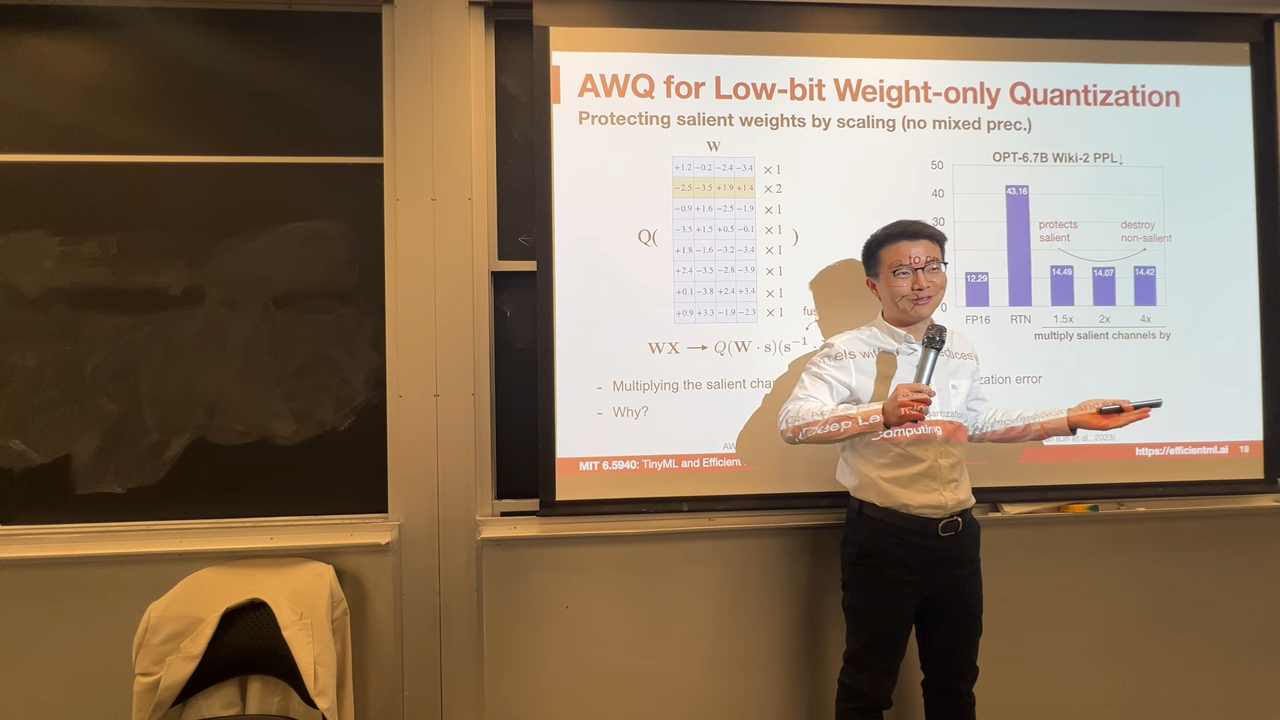 AWQ for Low-bit Weight-only Quantization
Protecting salient weights by scaling (no mixed prec.)
W
+1.2 −0.2 −2.4 −3.4 ×1
−2.5 −3.5 +1.9 +1.4 ×2
−0.9 +1.6 −2.5 −1.9 ×1
−3.5 +1.5 +0.5 −0.1 ×1
+1.8 −1.6 −3.2 −3.4 ×1
+2.4 −3.5 −2.8 −3.9 ×1
+0.1 −3.8 +2.4 +3.4 ×1
+0.9 +3.3 −1.9 −2.3 ×1
Q( )
WX → Q(W · s)(s⁻¹ ·
- Multiplying the salient
- Why?
OPT-6.7B Wiki-2 PPL↓
50
40
30
0
43.16
protects salient
destroy non-salient
12.29
14.49
14.07
14.42
FP16 RTN 1.5x 2x 4x
multiply salient channels by
to
error
Computing
(Lin et al., 2023)
MIT 6.5940: TinyML and
https://efficientml.ai 19